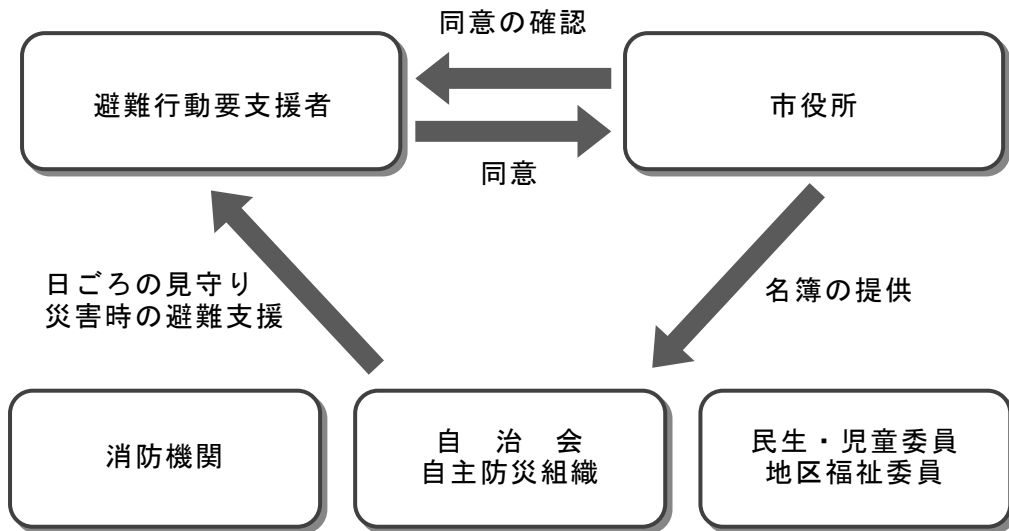 同意の確認
避難行動要支援者
市役所
同意
日ごろの見守り
災害時の避難支援
名簿の提供
消防機関
自　治　会
自主防災組織
民生・児童委員
地区福祉委員